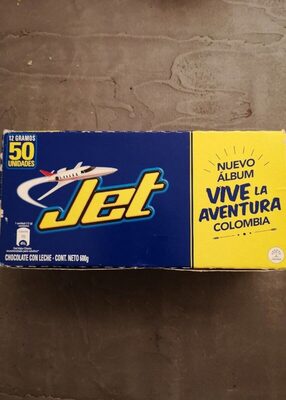 12 GRAMOS
50
UNIDADES
Jet
CHOCOLATE CON LECHE - CONT. NETO 600g
NUEVO
ÁLBUM
VIVE LA
AVENTURA
COLOMBIA